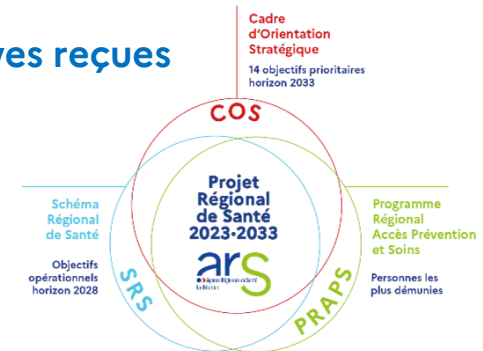 ves reçues
Cadre
d'Orientation
Stratégique
14 objectifs prioritaires
horizon 2033
COS
Projet
Régional
de Santé
2023·2033
ars
Schéma
Régional
de Santé
Objectifs
opérationnels
horizon 2028
SRS
Programme
Régional
Accès Prévention
et Soins
Personnes les
plus démunies
PRAPS